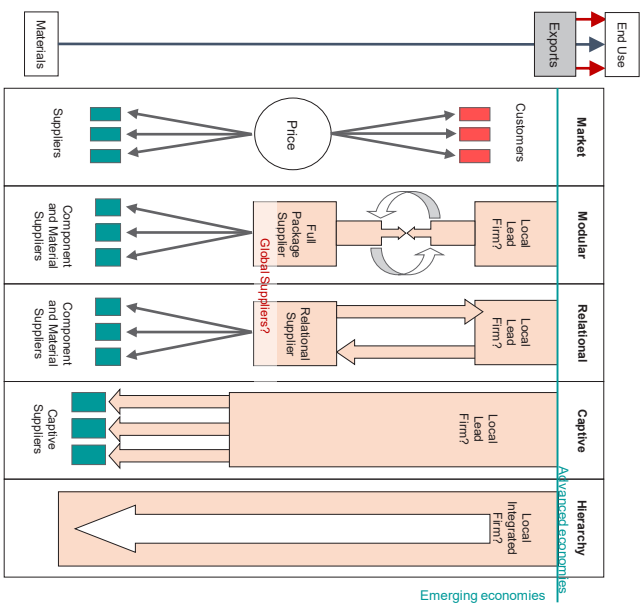 End Use
Exports
Materials
Market
Customers
Price
Suppliers
Modular
Local
Lead
Firm?
Full
Package
Supplier
Component
and Material
Suppliers
Global Suppliers?
Relational
Local
Lead
Firm?
Relational
Supplier
Component
and Material
Suppliers
Captive
Local
Lead
Firm?
Captive
Suppliers
Hierarchy
Local
Integrated
Firm?
Advanced economies
Emerging economies